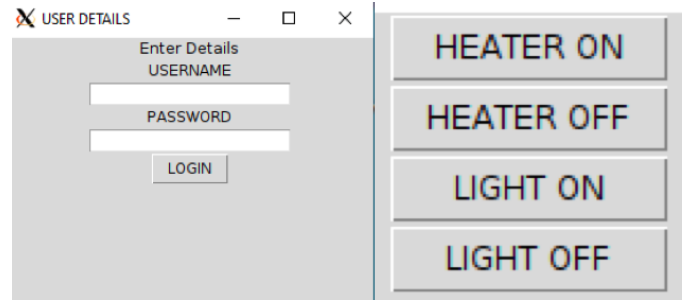 USER DETAILS
Enter Details
USERNAME
PASSWORD
LOGIN
HEATER ON
HEATER OFF
LIGHT ON
LIGHT OFF